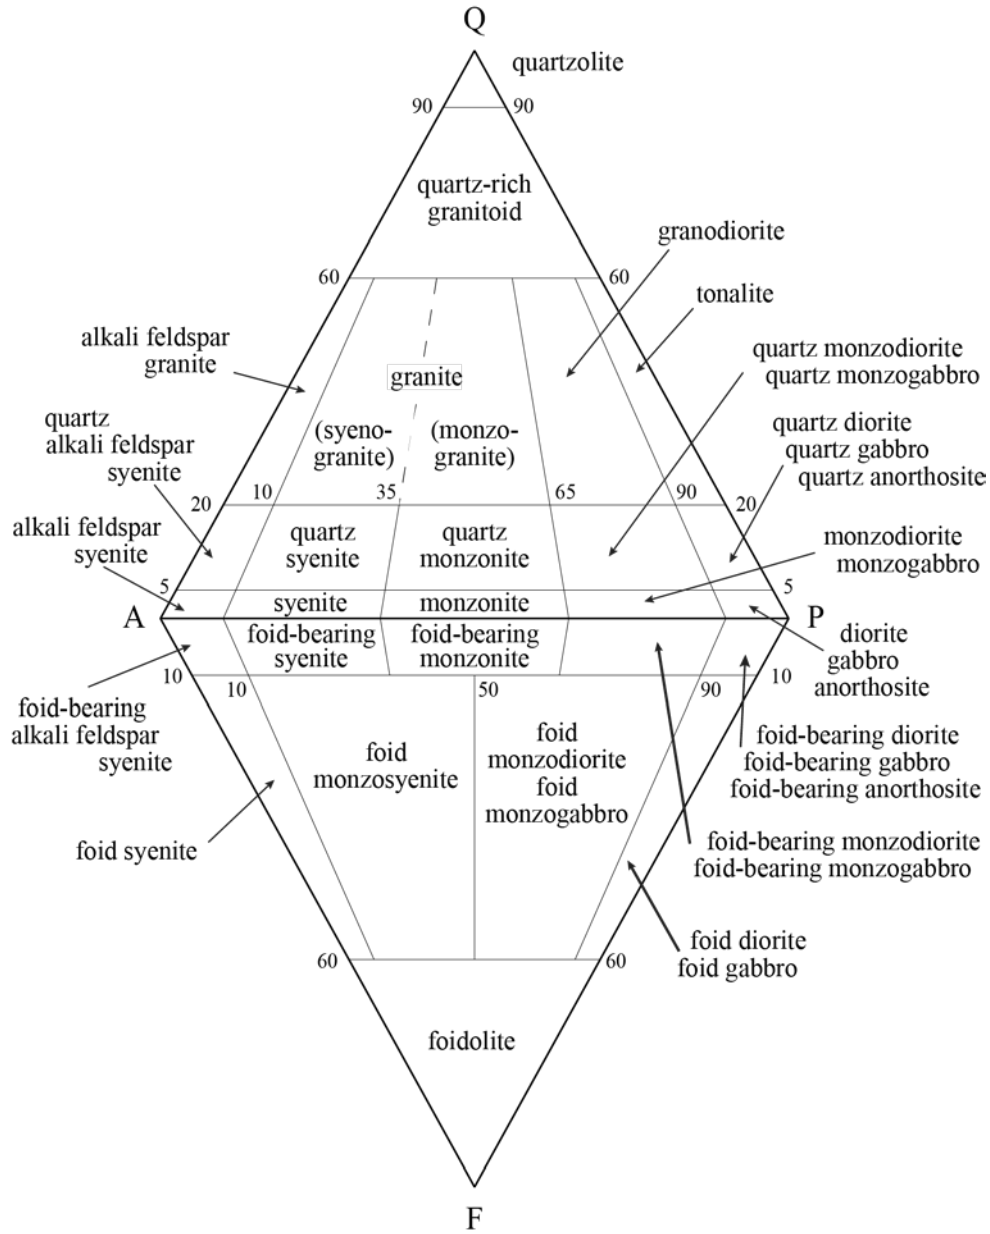 Q
quartzolite
90 90
quartz-rich
granitoid
granodiorite
60 60
tonalite
alkali feldspar
granite
quartz monzodiorite
quartz monzogabbro
granite
quartz
alkali feldspar
syenite
(syeno-
granite)
(monzo-
granite)
quartz diorite
quartz gabbro
quartz anorthosite
20 10 35 65 90 20
alkali feldspar
syenite
quartz
syenite
quartz
monzonite
monzodiorite
monzogabbro
5 5
syenite monzonite
A P
foid-bearing
syenite
foid-bearing
monzonite
diorite
gabbro
anorthosite
10 10 50 90 10
foid-bearing
alkali feldspar
syenite
foid
monzosyenite
foid
monzodiorite
foid
monzogabbro
foid-bearing diorite
foid-bearing gabbro
foid-bearing anorthosite
foid syenite
foid-bearing monzodiorite
foid-bearing monzogabbro
foid diorite
foid gabbro
60 60
foidolite
F